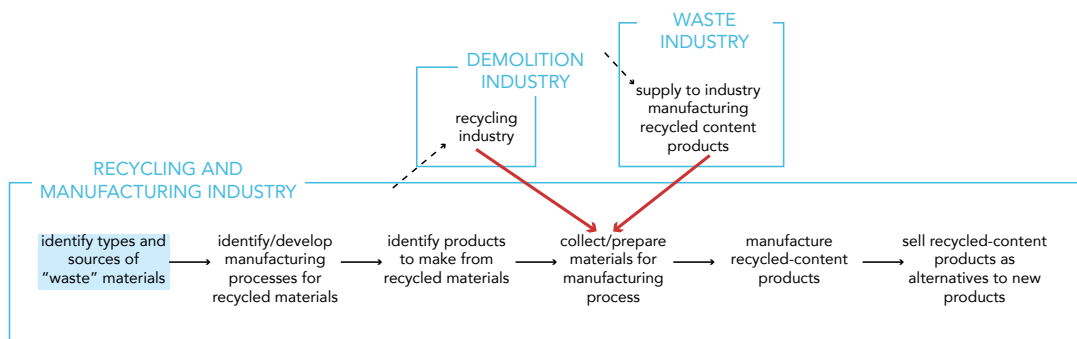 WASTE
INDUSTRY
DEMOLITION
INDUSTRY
supply to industry
manufacturing
recycled content
products
recycling
industry
RECYCLING AND
MANUFACTURING INDUSTRY
identify types and
sources of
"waste" materials
identify/develop
manufacturing
processes for
recycled materials
identify products
to make from
recycled materials
collect/prepare
materials for
manufacturing
process
manufacture
recycled-content
products
sell recycled-content
products as
alternatives to new
products